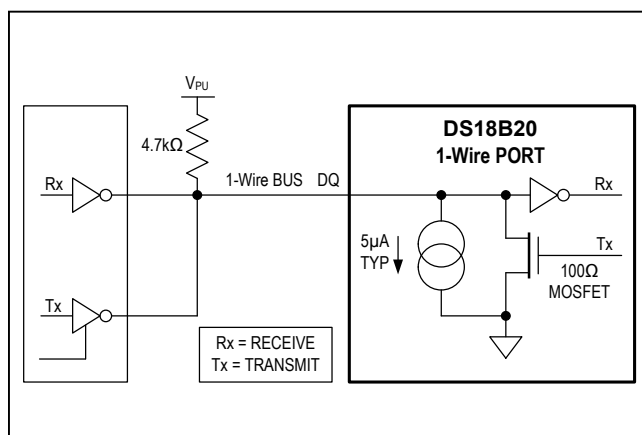 VPU
4.7kΩ
Rx
1-Wire BUS DQ
Tx
Rx = RECEIVE
Tx = TRANSMIT
DS18B20
1-Wire PORT
Rx
5µA
TYP
Tx
100Ω
MOSFET